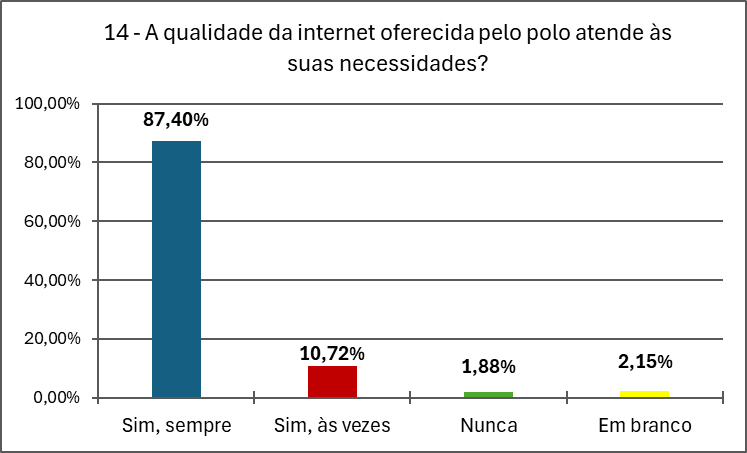 14 - A qualidade da internet oferecida pelo polo atende às
suas necessidades?
100,00%
80,00%
60,00%
40,00%
20,00%
0,00%
87,40%
10,72%
1,88%
2,15%
Sim, sempre
Sim, às vezes
Nunca
Em branco